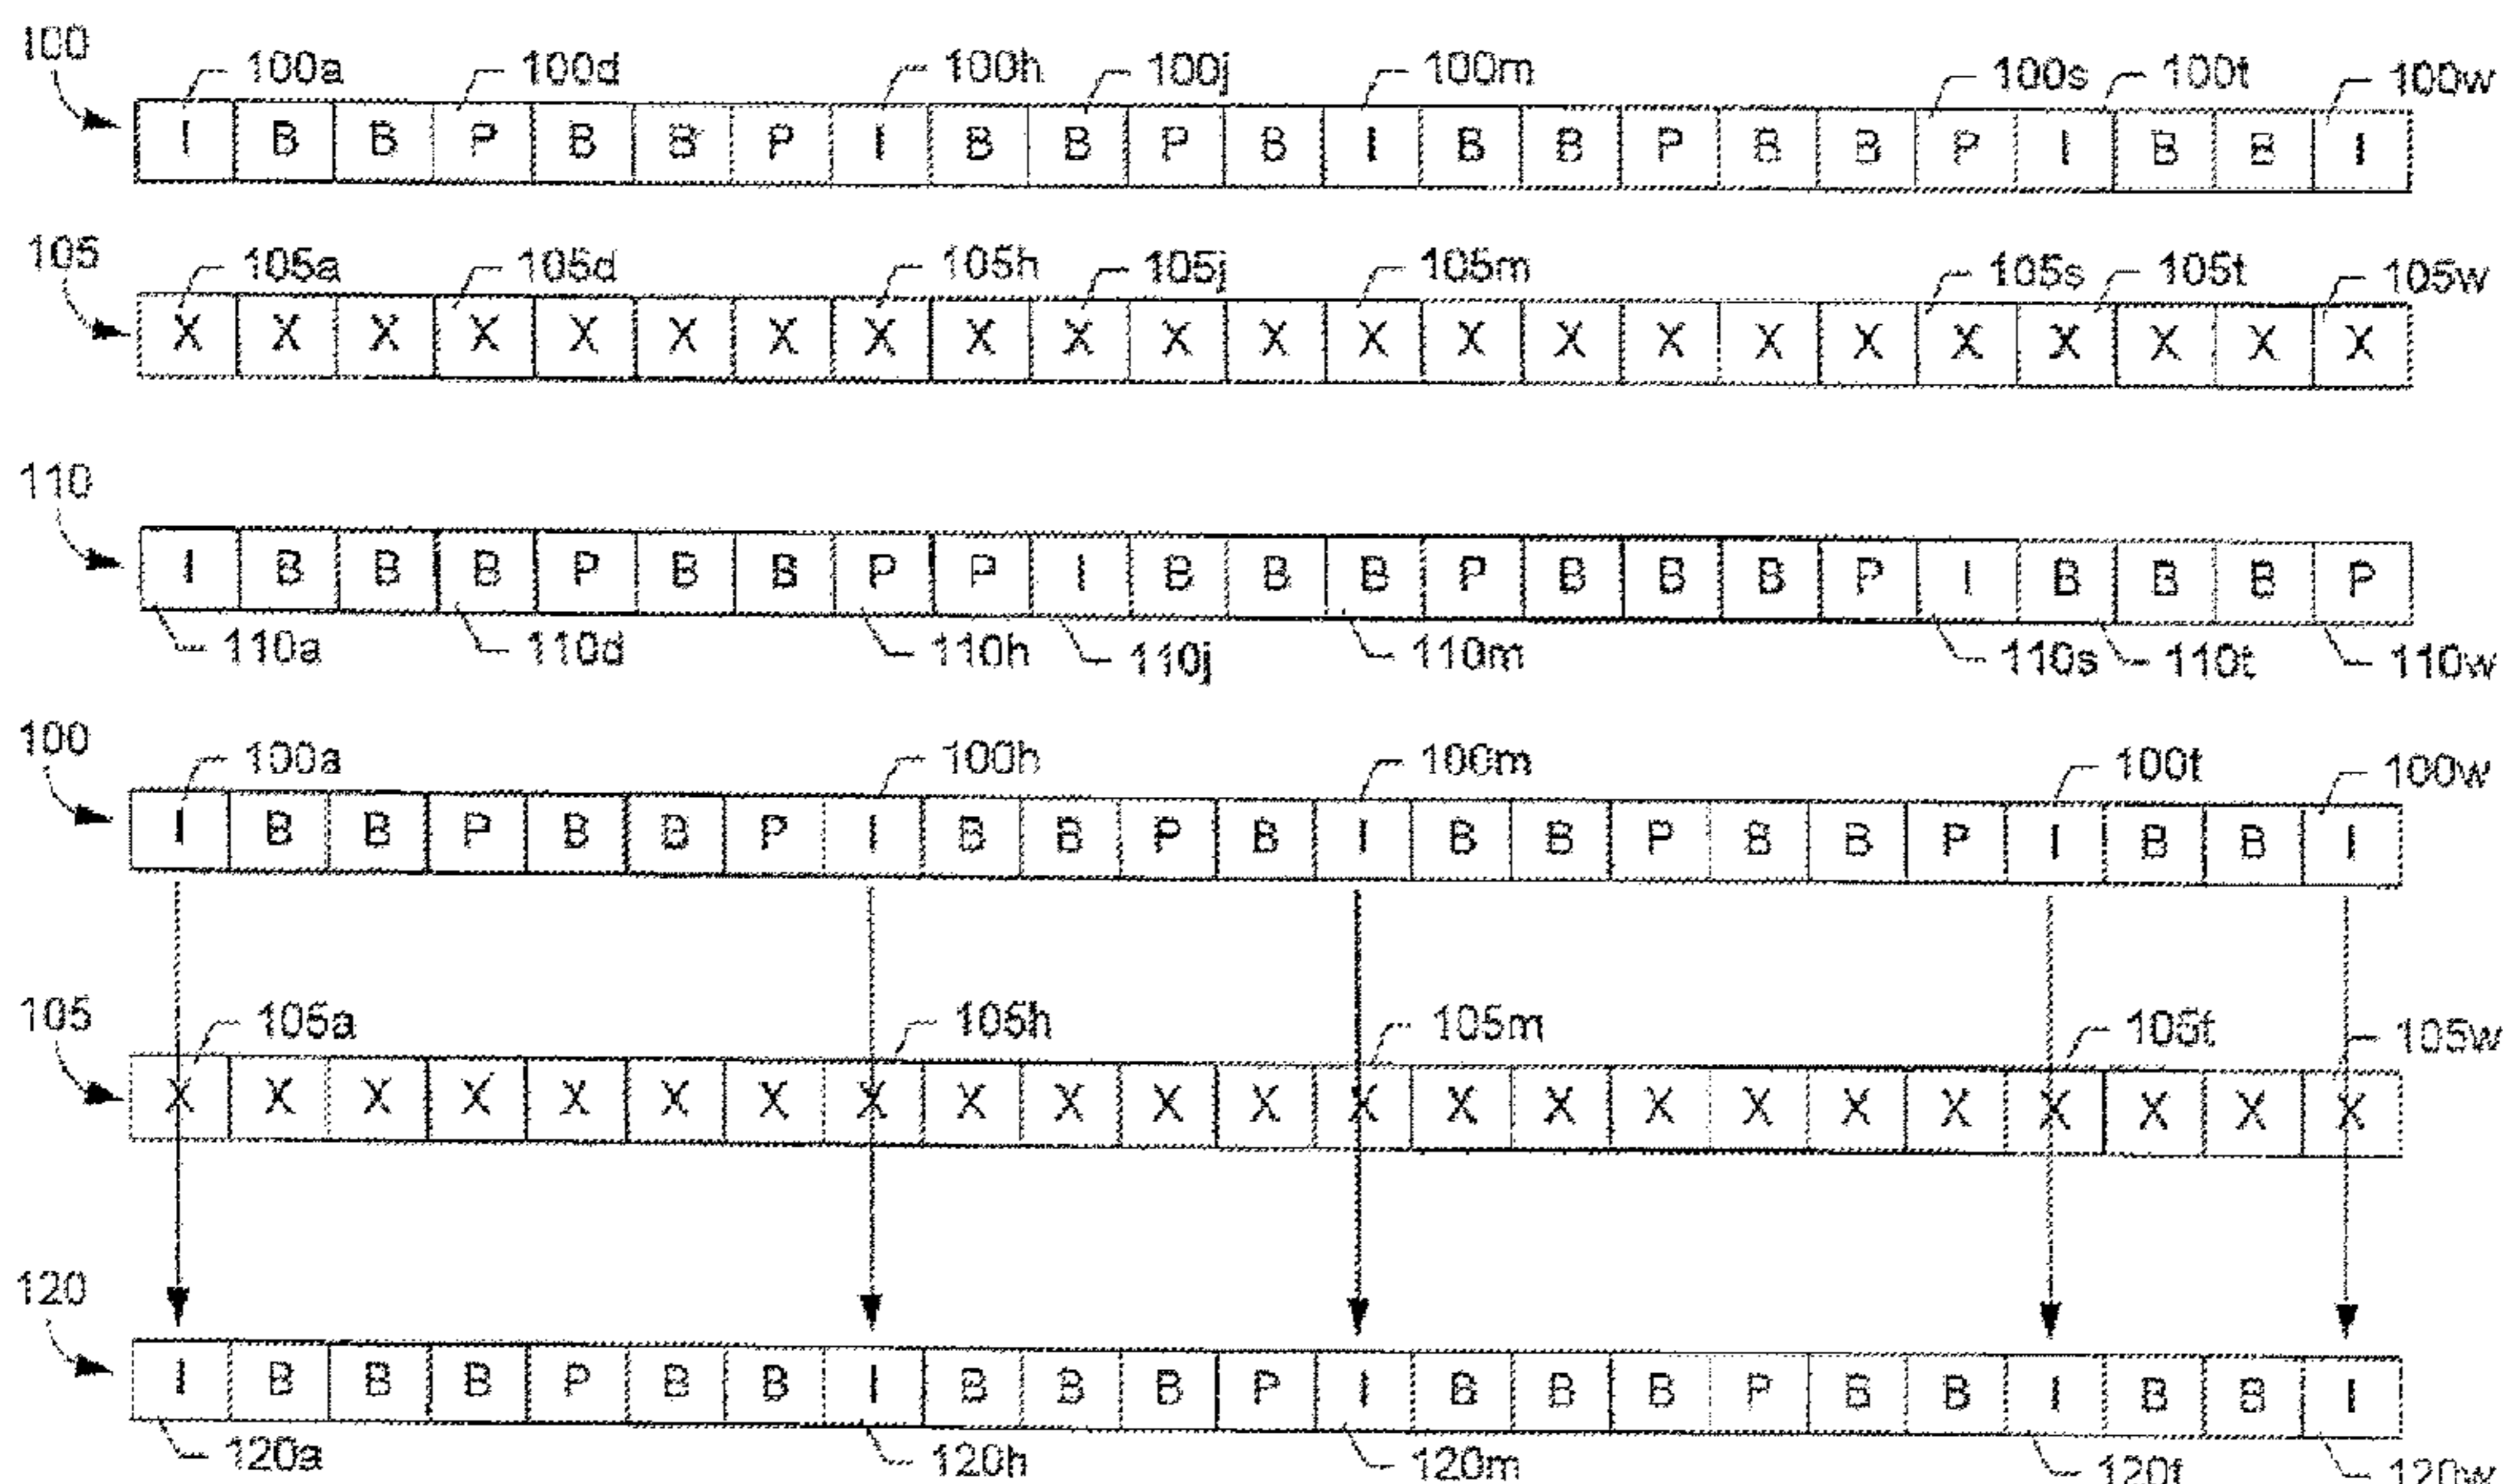 100
100a 100d 100h 100j 100m 100s 100t 100w
I B B P B B P I B B P B I B B P B B P I B B I
105
105a 105d 105h 105j 105m 105s 105t 105w
X X X X X X X X X X X X X X X X X X X X X X X
110
I B B B P B B P P I B B B P B B B P I B B B P
110a 110d 110h 110j 110m 110s 110t 110w
100
100a 100h 100m 100t 100w
I B B P B B P I B B P B I B B P B B P I B B I
105
105a 105h 105m 105t 105w
X X X X X X X X X X X X X X X X X X X X X X X
120
I B B B P B B I B B B P I B B B P B B I B B I
120a 120h 120m 120t 120w